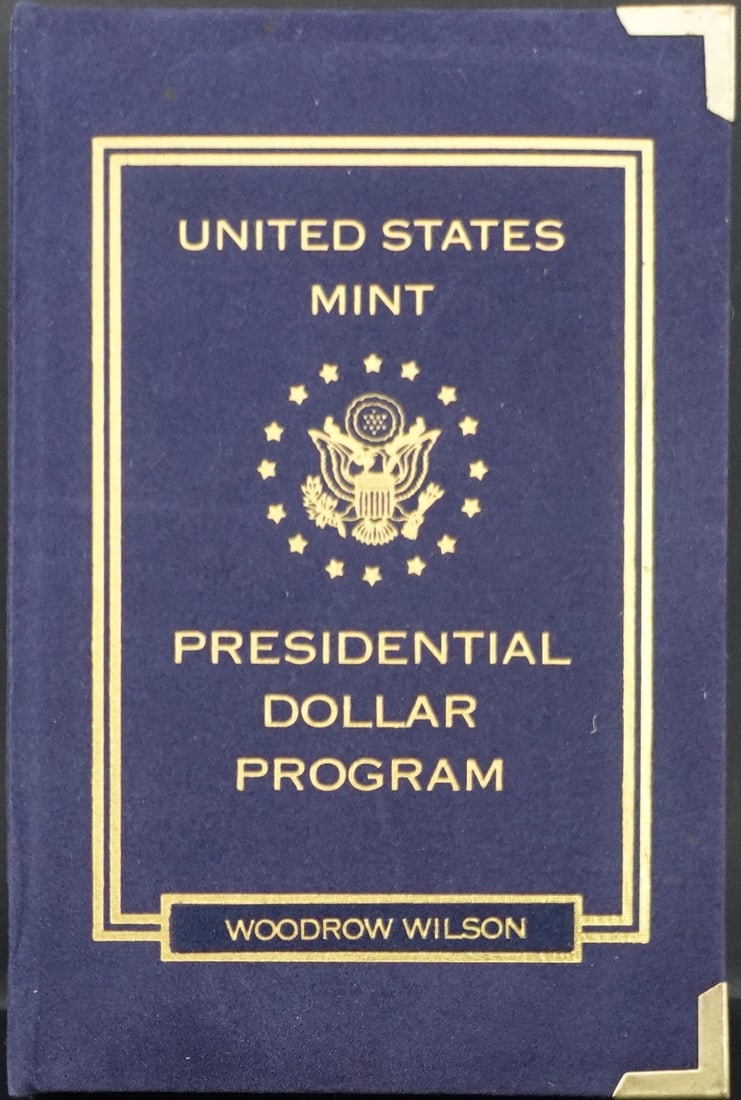 UNITED STATES
MINT
PRESIDENTIAL
DOLLAR
PROGRAM
WOODROW WILSON